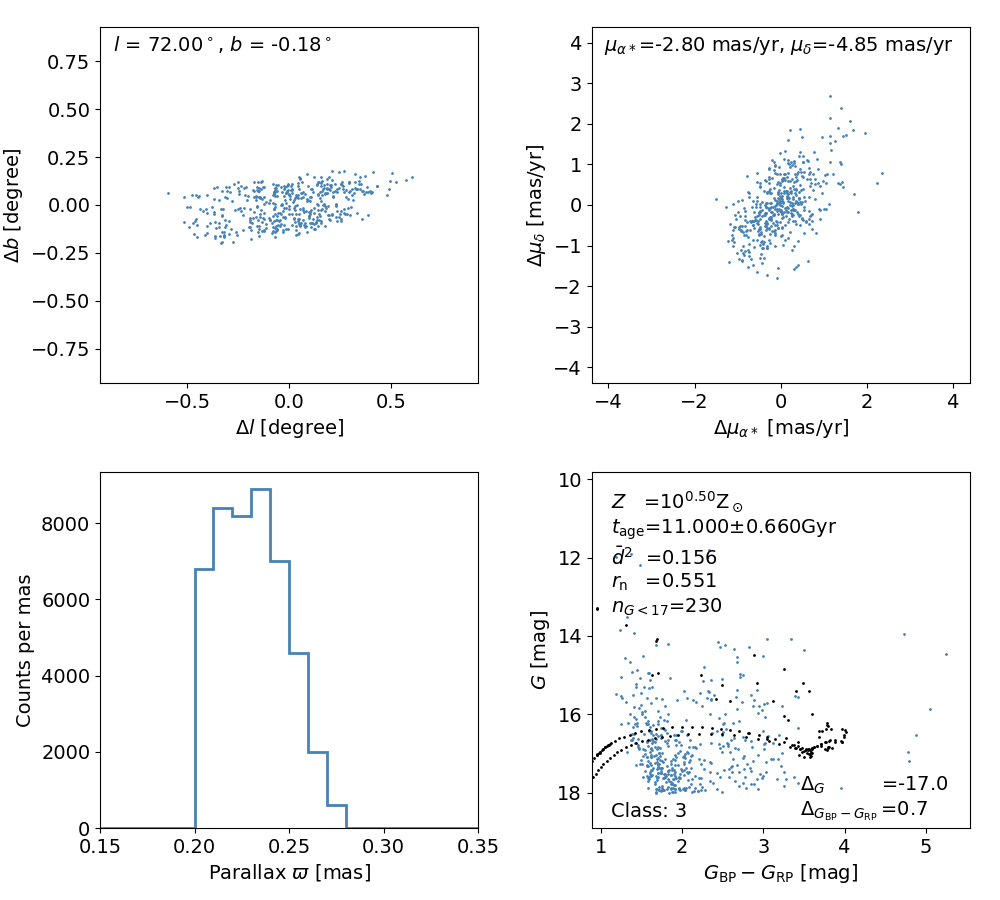 l = 72.00°, b = -0.18°
0.75
0.50
0.25
0.00
−0.25
−0.50
−0.75
Δb [degree]
−0.5 0.0 0.5
Δl [degree]
μα*=-2.80 mas/yr, μδ=-4.85 mas/yr
4
3
2
1
0
−1
−2
−3
−4
Δμδ [mas/yr]
−4 −2 0 2 4
Δμα* [mas/yr]
8000
6000
4000
2000
0
Counts per mas
0.15 0.20 0.25 0.30 0.35
Parallax ϖ [mas]
10
12
14
16
18
G [mag]
Z =10^0.50 Z⊙
tage=11.000±0.660Gyr
d̄² =0.156
rn =0.551
nG<17=230
ΔG =-17.0
ΔGBP−GRP=0.7
Class: 3
1 2 3 4 5
GBP − GRP [mag]